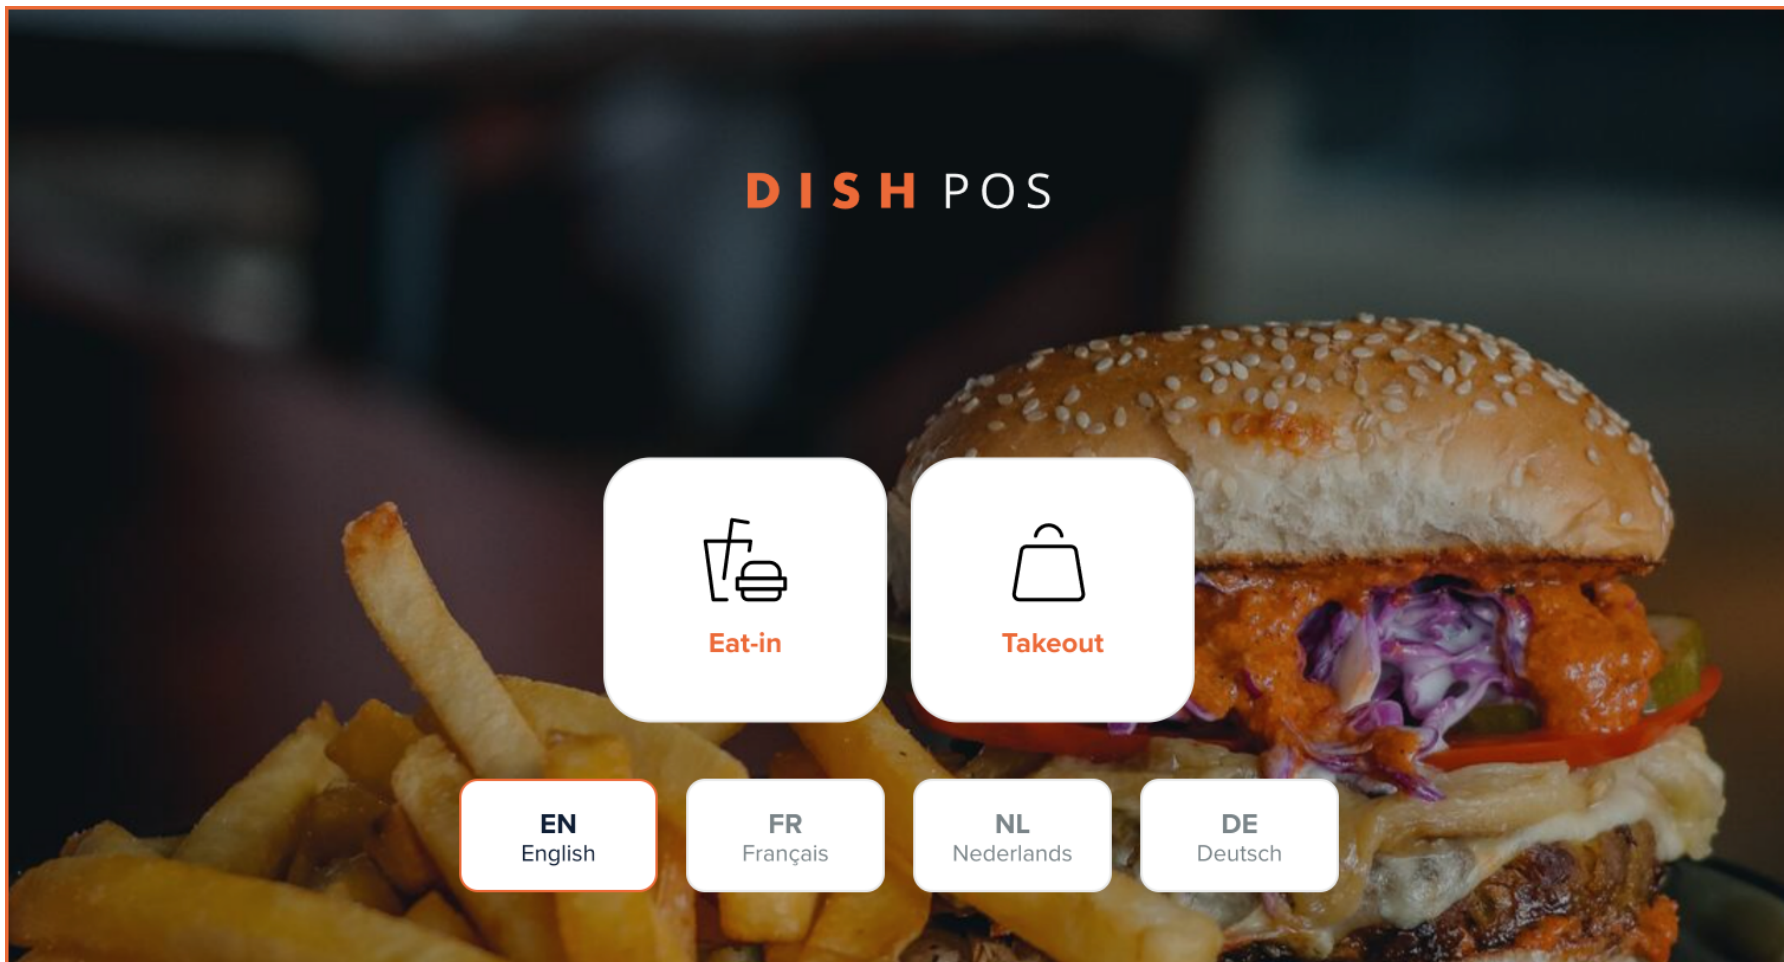 DISH POS
Eat-in
Takeout
EN
English
FR
Français
NL
Nederlands
DE
Deutsch